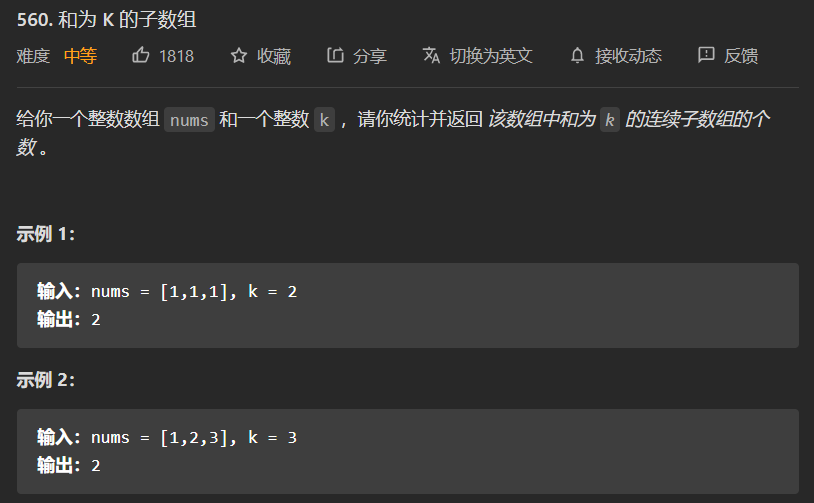 560. 和为 K 的子数组
难度 中等 1818 收藏 分享 切换为英文 接收动态 反馈
给你一个整数数组 nums 和一个整数 k ，请你统计并返回 该数组中和为 k 的连续子数组的个
数 。
示例 1：
输入：nums = [1,1,1], k = 2
输出：2
示例 2：
输入：nums = [1,2,3], k = 3
输出：2